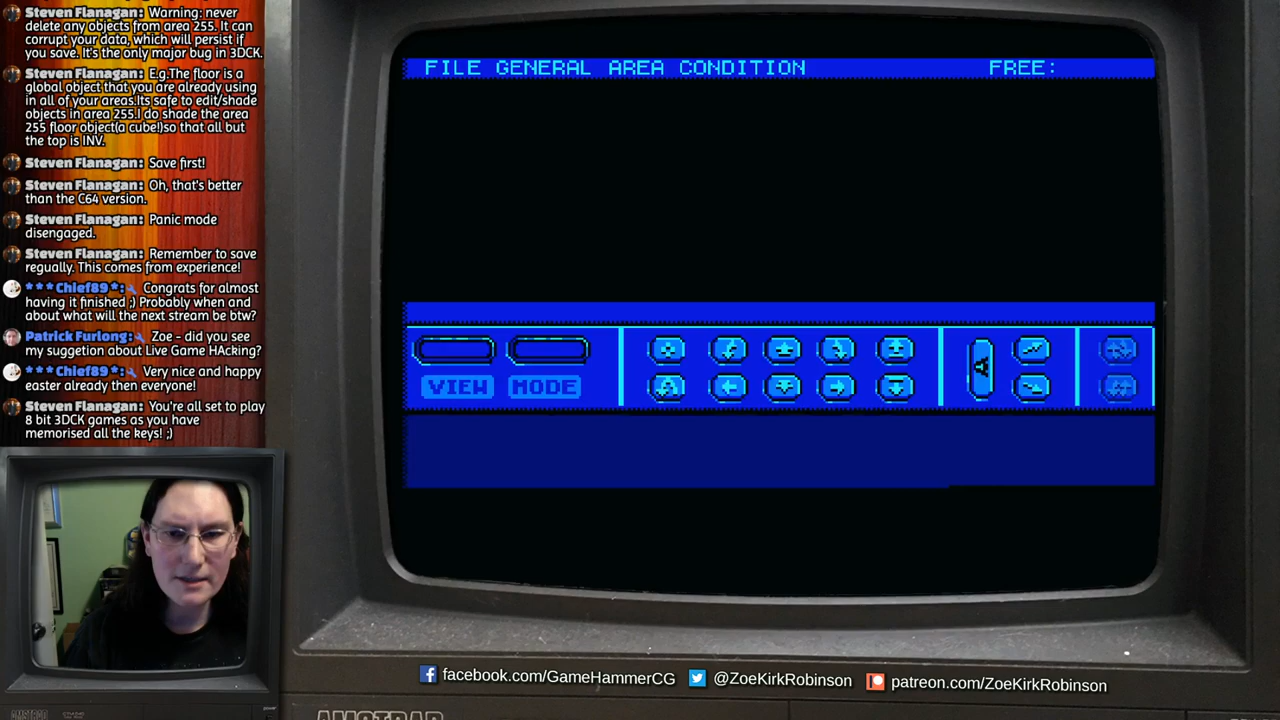 Steven Flanagan: Warning: never
delete any objects from area 255. It can
corrupt your data, which will persist if
you save. It's the only major bug in 3DCK.
Steven Flanagan: E.g.The floor is a
global object that you are already using
in all of your areas.Its safe to edit/shade
objects in area 255.I do shade the area
255 floor object(a cube!)so that all but
the top is INV.
Steven Flanagan: Save first!
Steven Flanagan: Oh, that's better
than the C64 version.
Steven Flanagan: Panic mode
disengaged.
Steven Flanagan: Remember to save
regually. This comes from experience!
***Chief89*: Congrats for almost
having it finished ;) Probably when and
about what will the next stream be btw?
Patrick Furlong: Zoe - did you see
my suggetion about Live Game HAcking?
***Chief89*: Very nice and happy
easter already then everyone!
Steven Flanagan: You're all set to play
8 bit 3DCK games as you have
memorised all the keys! ;)
FILE GENERAL AREA CONDITION FREE:
VIEW MODE
A
facebook.com/GameHammerCG @ZoeKirkRobinson patreon.com/ZoeKirkRobinson
AMSTRAD